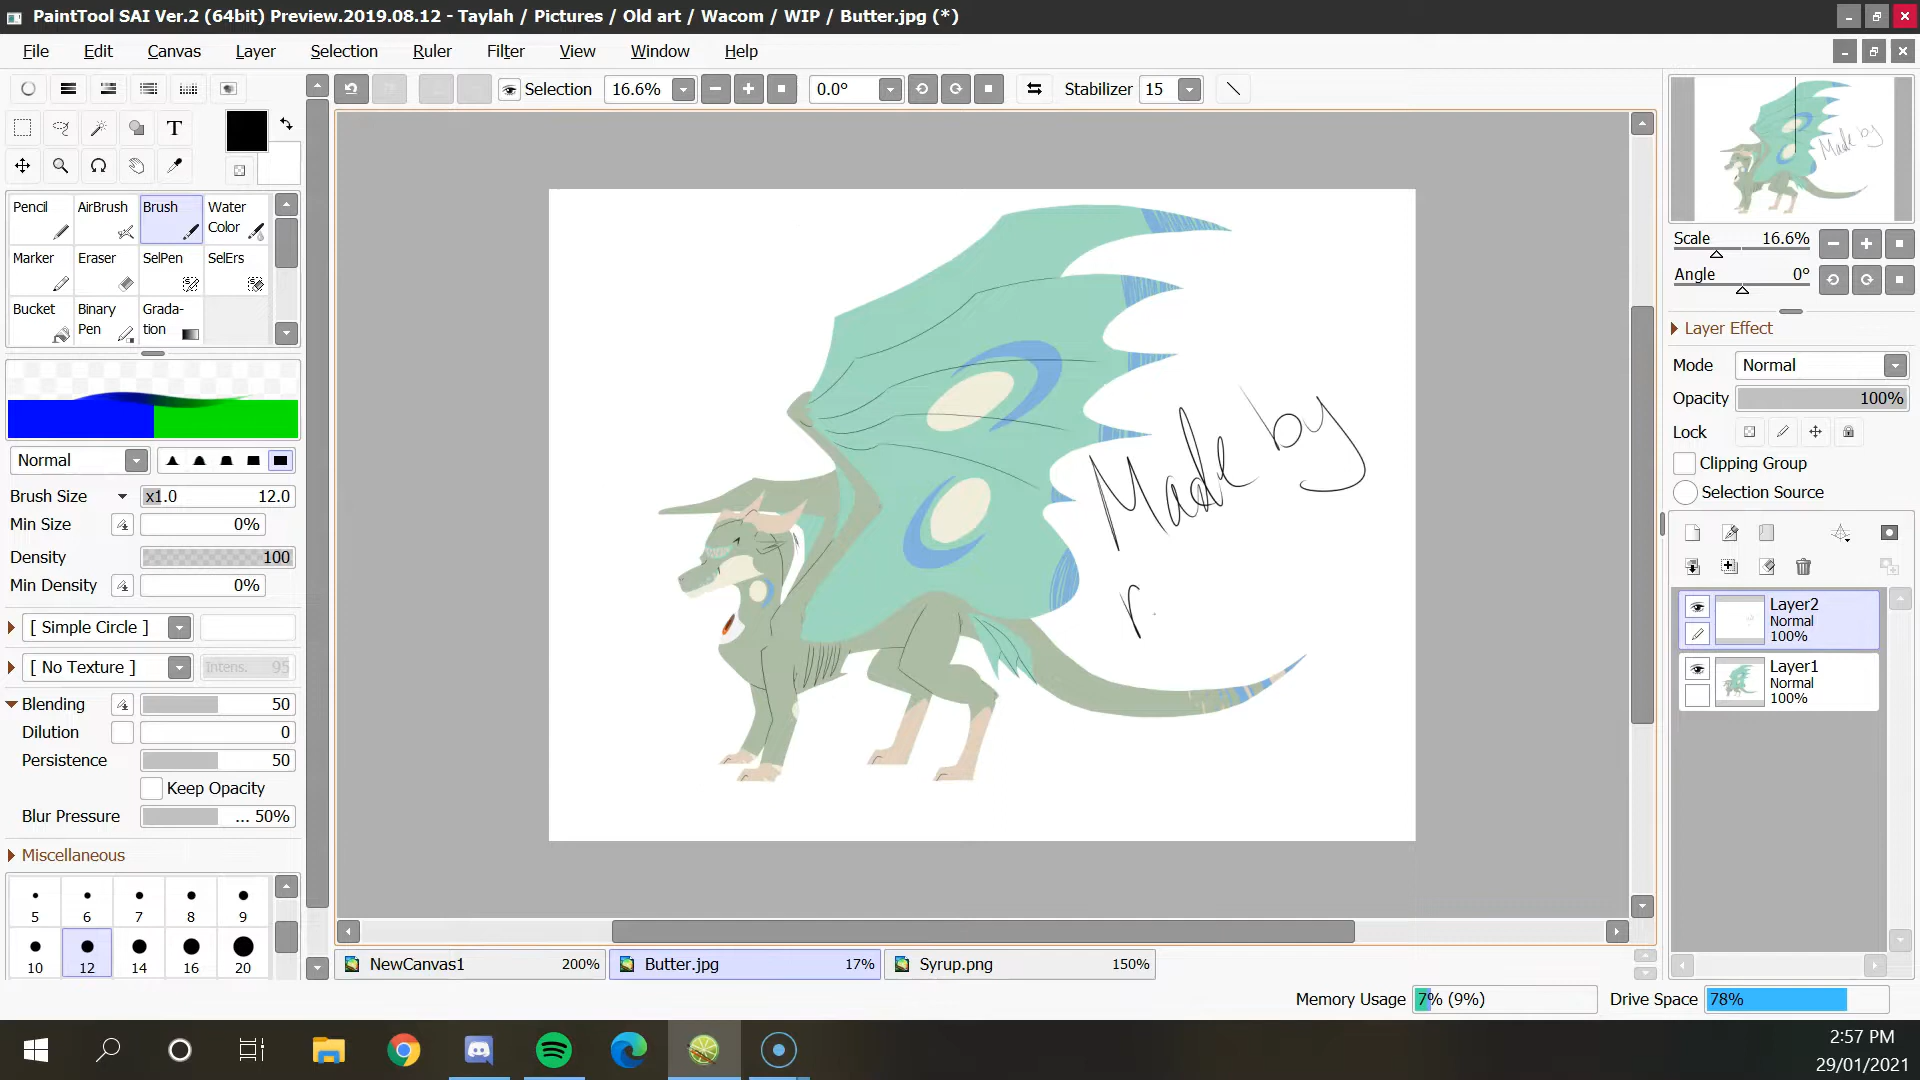 PaintTool SAI Ver.2 (64bit) Preview.2019.08.12 - Taylah / Pictures / Old art / Wacom / WIP / Butter.jpg (*)
File Edit Canvas Layer Selection Ruler Filter View Window Help
Selection 16.6% 0.0° Stabilizer 15
T
Pencil AirBrush Brush Water Color
Marker Eraser SelPen SelErs
Bucket Binary Pen Grada- tion
Normal
Brush Size x1.0 12.0
Min Size 0%
Density 100
Min Density 0%
[ Simple Circle ]
[ No Texture ] Intens. 95
Blending 50
Dilution 0
Persistence 50
Keep Opacity
Blur Pressure ... 50%
Miscellaneous
5 6 7 8 9
10 12 14 16 20
Made by
r
Made by
Scale 16.6%
Angle 0°
Layer Effect
Mode Normal
Opacity 100%
Lock
Clipping Group
Selection Source
Layer2
Normal
100%
Layer1
Normal
100%
NewCanvas1 200% Butter.jpg 17% Syrup.png 150%
Memory Usage 7% (9%) Drive Space 78%
2:57 PM
29/01/2021